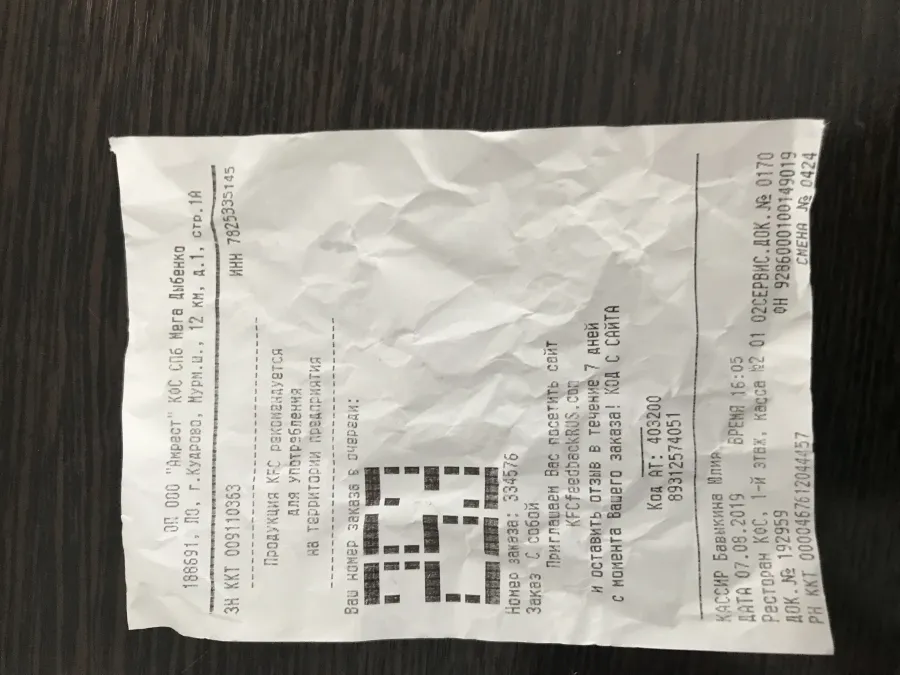 ОП ООО "Амрест" КФС СПб Мега Дыбенко
188691, ЛО, г.Кудрово, Мурм.ш., 12 км, д.1, стр.1А
ЗН ККТ 009110363 ИНН 7825335145
Продукция KFC рекомендуется
для употребления
на территории предприятия
Ваш номер заказа в очереди:
Номер заказа: 334576
Заказ С собой
Приглашаем Вас посетить сайт
KFCfeedbackRUS.com
и оставить отзыв в течение 7 дней
с момента Вашего заказа! КОД С САЙТА
Код АТ: 403200
89312574051
КАССИР Бавыкина Юлия
ДАТА 07.08.2019 ВРЕМЯ 16:05
Ресторан КФС, 1-й этаж, касса №2 01 02СЕРВИС.ДОК.№ 0170
ДОК.№ 192959 ФН 9286000100149019
РН ККТ 0000467612044457 СМЕНА № 0424